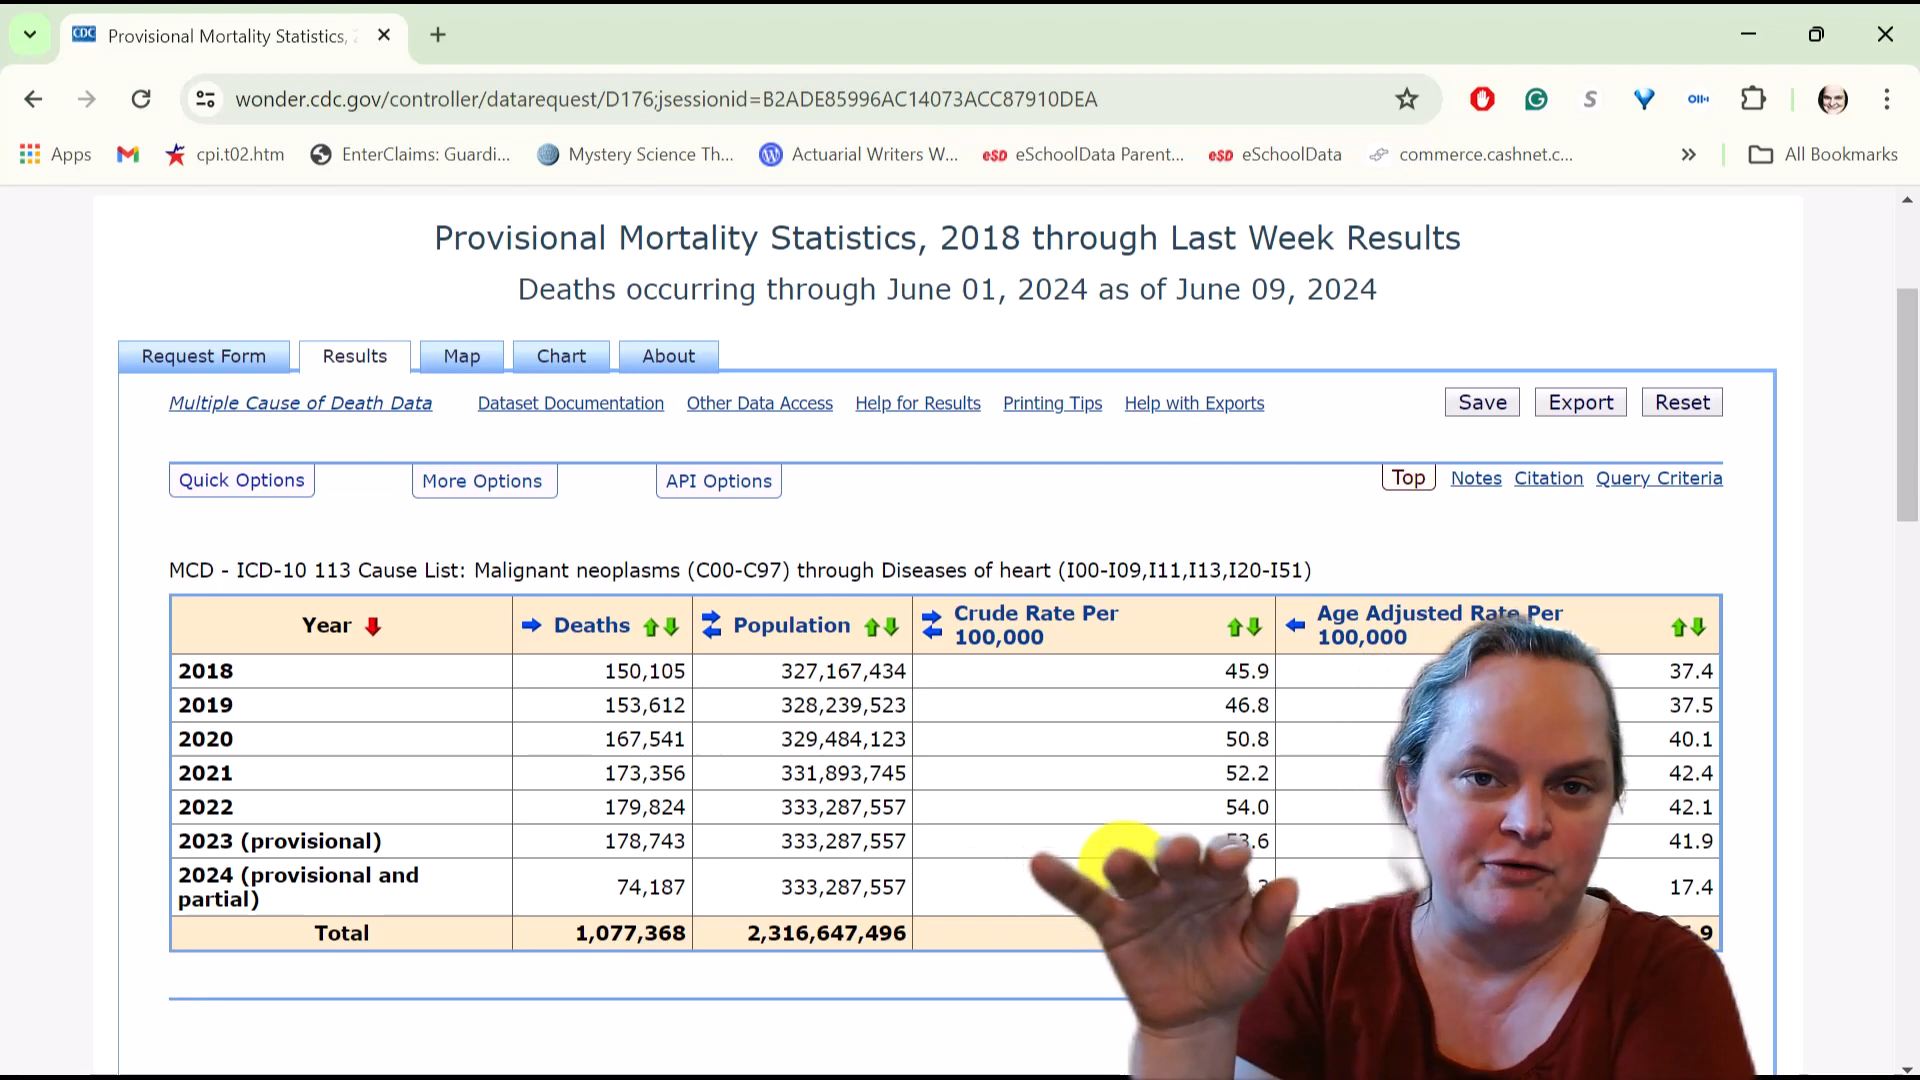 CDC Provisional Mortality Statistics,
wonder.cdc.gov/controller/datarequest/D176;jsessionid=B2ADE85996AC14073ACC87910DEA
Apps cpi.t02.htm EnterClaims: Guardi... Mystery Science Th... Actuarial Writers W... eSD eSchoolData Parent... eSD eSchoolData commerce.cashnet.c... » All Bookmarks
Provisional Mortality Statistics, 2018 through Last Week Results
Deaths occurring through June 01, 2024 as of June 09, 2024
Request Form Results Map Chart About
Multiple Cause of Death Data Dataset Documentation Other Data Access Help for Results Printing Tips Help with Exports Save Export Reset
Quick Options More Options API Options Top Notes Citation Query Criteria
MCD - ICD-10 113 Cause List: Malignant neoplasms (C00-C97) through Diseases of heart (I00-I09,I11,I13,I20-I51)
Year Deaths Population Crude Rate Per 100,000 Age Adjusted Rate Per 100,000
2018 150,105 327,167,434 45.9 37.4
2019 153,612 328,239,523 46.8 37.5
2020 167,541 329,484,123 50.8 40.1
2021 173,356 331,893,745 52.2 42.4
2022 179,824 333,287,557 54.0 42.1
2023 (provisional) 178,743 333,287,557 41.9
2024 (provisional and partial) 74,187 333,287,557 17.4
Total 1,077,368 2,316,647,496